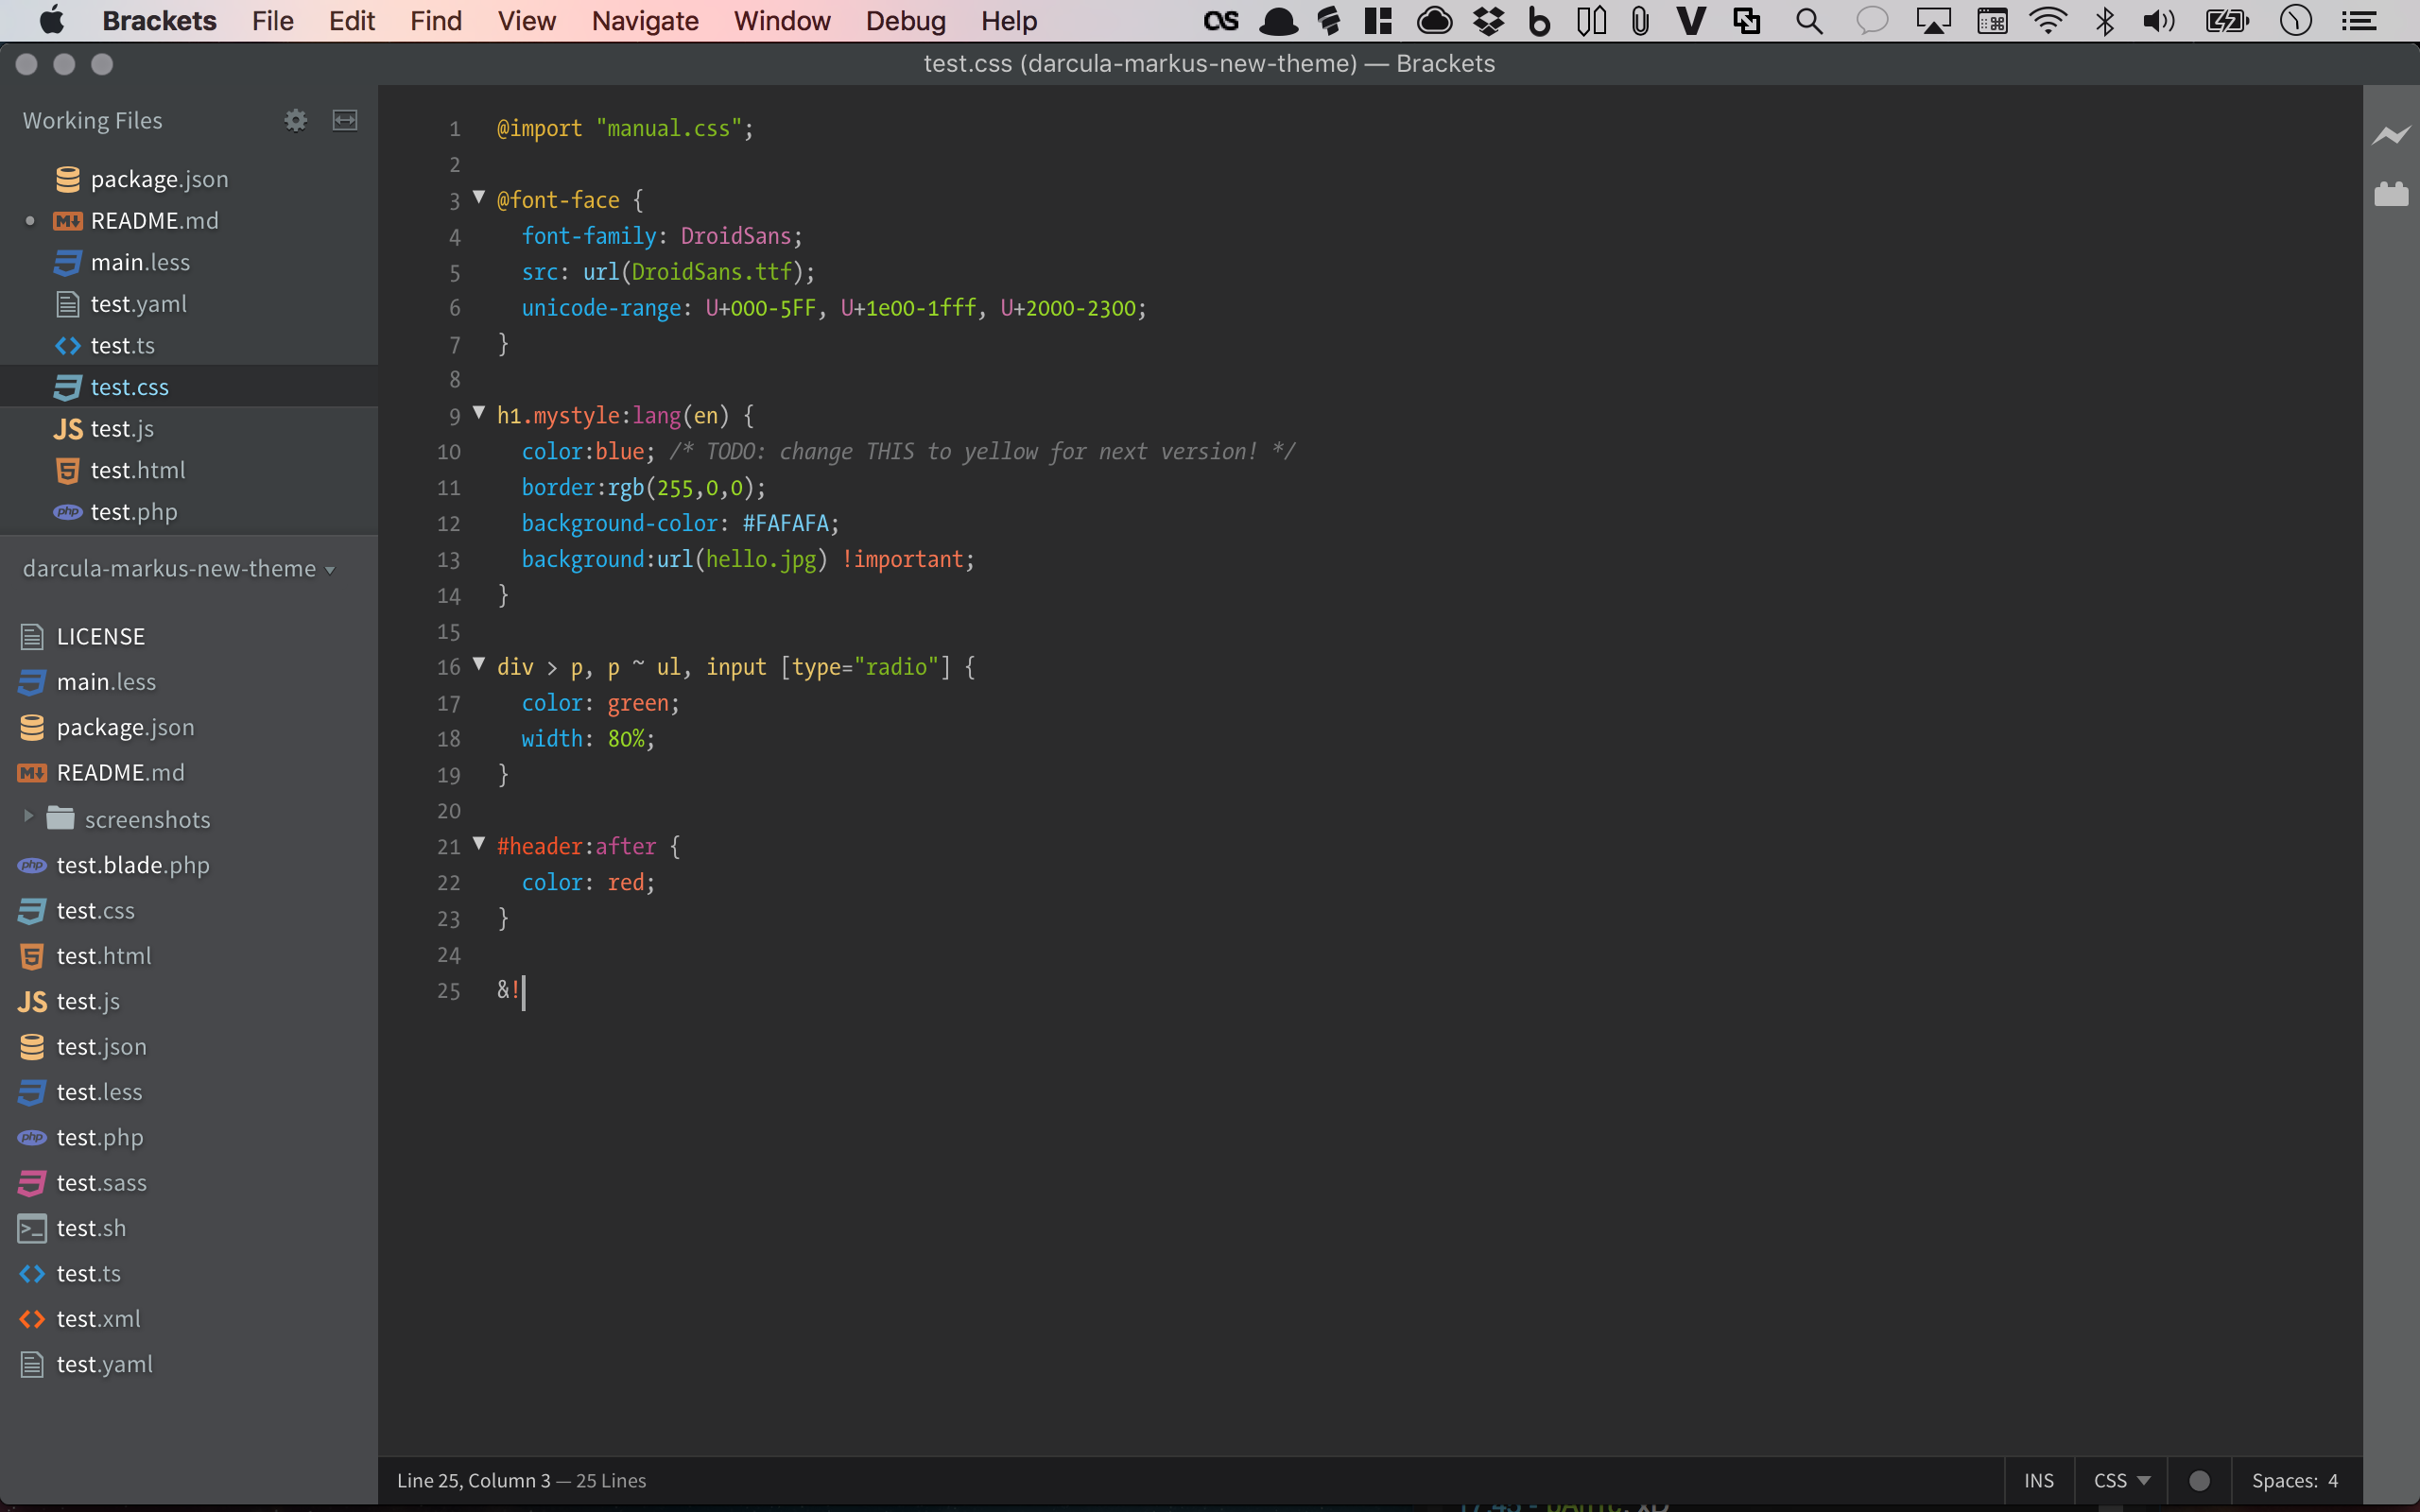 Brackets File Edit Find View Navigate Window Debug Help
test.css (darcula-markus-new-theme) — Brackets
Working Files
package.json
README.md
main.less
test.yaml
test.ts
test.css
JS test.js
5 test.html
php test.php
darcula-markus-new-theme
LICENSE
main.less
package.json
README.md
screenshots
php test.blade.php
test.css
5 test.html
JS test.js
test.json
test.less
php test.php
test.sass
test.sh
test.ts
test.xml
test.yaml
1 @import "manual.css";
2
3 @font-face {
4 font-family: DroidSans;
5 src: url(DroidSans.ttf);
6 unicode-range: U+000-5FF, U+1e00-1fff, U+2000-2300;
7 }
8
9 h1.mystyle:lang(en) {
10 color:blue; /* TODO: change THIS to yellow for next version! */
11 border:rgb(255,0,0);
12 background-color: #FAFAFA;
13 background:url(hello.jpg) !important;
14 }
15
16 div > p, p ~ ul, input [type="radio"] {
17 color: green;
18 width: 80%;
19 }
20
21 #header:after {
22 color: red;
23 }
24
25 &!
Line 25, Column 3 — 25 Lines
INS CSS Spaces: 4